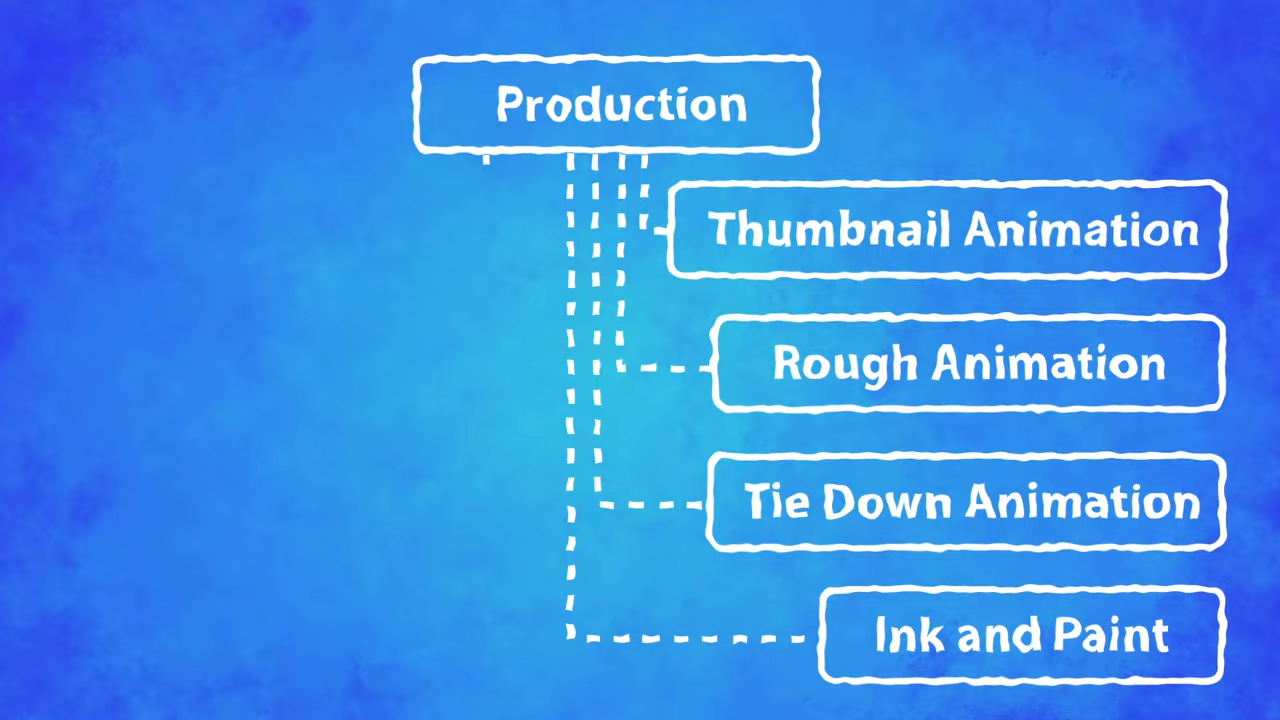 Production
Thumbnail Animation
Rough Animation
Tie Down Animation
Ink and Paint